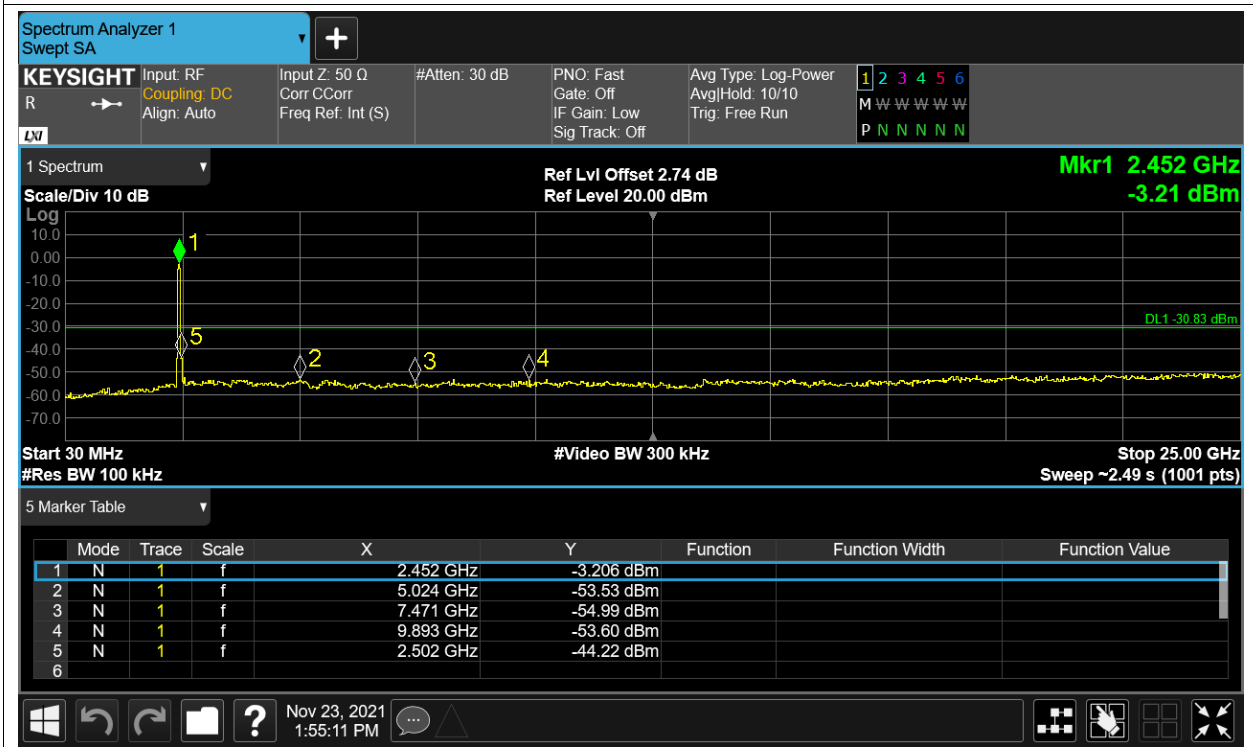 Spectrum Analyzer 1
Swept SA
+
KEYSIGHT Input: RF Input Z: 50 Ω #Atten: 30 dB PNO: Fast Avg Type: Log-Power 1 2 3 4 5 6
R Coupling: DC Corr CCorr Gate: Off Avg|Hold: 10/10 M W W W W W
Align: Auto Freq Ref: Int (S) IF Gain: Low Trig: Free Run
LXI Sig Track: Off P N N N N N
1 Spectrum Ref Lvl Offset 2.74 dB Mkr1 2.452 GHz
Scale/Div 10 dB Ref Level 20.00 dBm -3.21 dBm
Log
10.0 1
0.00
-10.0
-20.0
-30.0 DL1 -30.83 dBm
5
-40.0 2 3 4
-50.0
-60.0
-70.0
Start 30 MHz #Video BW 300 kHz Stop 25.00 GHz
#Res BW 100 kHz Sweep ~2.49 s (1001 pts)
5 Marker Table
Mode Trace Scale X Y Function Function Width Function Value
1 N 1 f 2.452 GHz -3.206 dBm
2 N 1 f 5.024 GHz -53.53 dBm
3 N 1 f 7.471 GHz -54.99 dBm
4 N 1 f 9.893 GHz -53.60 dBm
5 N 1 f 2.502 GHz -44.22 dBm
6
? Nov 23, 2021
1:55:11 PM